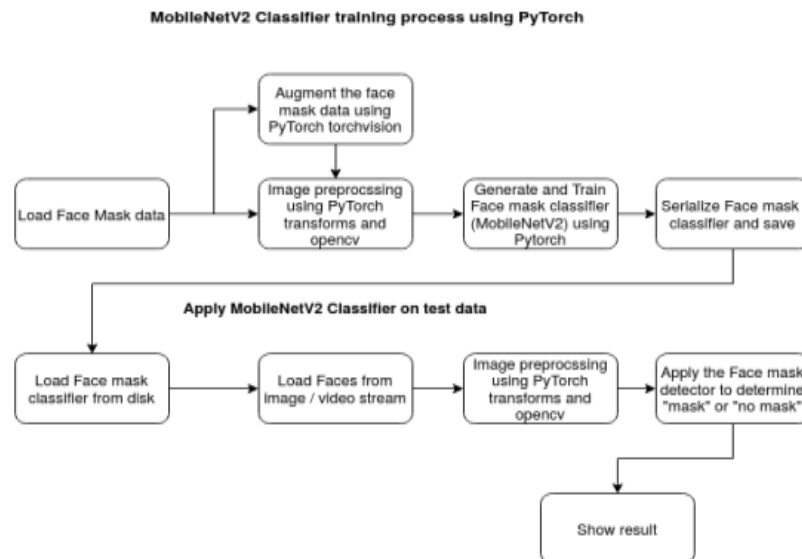 MobileNetV2 Classifier training process using PyTorch
Augment the face
mask data using
PyTorch torchvision
Load Face Mask data
Image preprocssing
using PyTorch
transforms and
opencv
Generate and Train
Face mask classifier
(MobileNetV2) using
Pytorch
Serialize Face mask
classifier and save
Apply MobileNetV2 Classifier on test data
Load Face mask
classifier from disk
Load Faces from
image / video stream
Image preprocssing
using PyTorch
transforms and
opencv
Apply the Face mask
detector to determine
"mask" or "no mask"
Show result